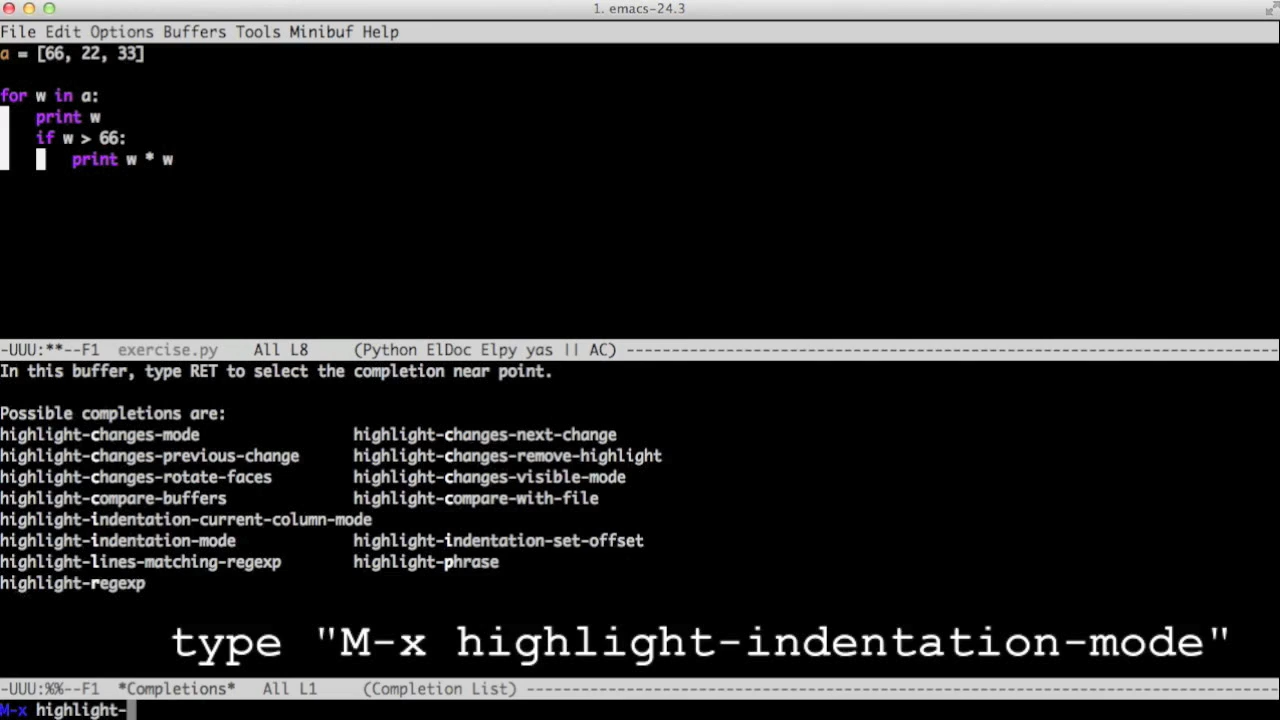 1. emacs-24.3
File Edit Options Buffers Tools Minibuf Help
a = [66, 22, 33]
for w in a:
    print w
    if w > 66:
        print w * w
-UUU:**--F1  exercise.py    All L8     (Python ElDoc Elpy yas || AC) ------------------------------------------------------------------------
In this buffer, type RET to select the completion near point.
Possible completions are:
highlight-changes-mode highlight-changes-next-change
highlight-changes-previous-change highlight-changes-remove-highlight
highlight-changes-rotate-faces highlight-changes-visible-mode
highlight-compare-buffers highlight-compare-with-file
highlight-indentation-current-column-mode
highlight-indentation-mode highlight-indentation-set-offset
highlight-lines-matching-regexp highlight-phrase
highlight-regexp
type "M-x highlight-indentation-mode"
-UUU:%%--F1  *Completions*   All L1     (Completion List) -----------------------------------------------------------------------------------
M-x highlight-